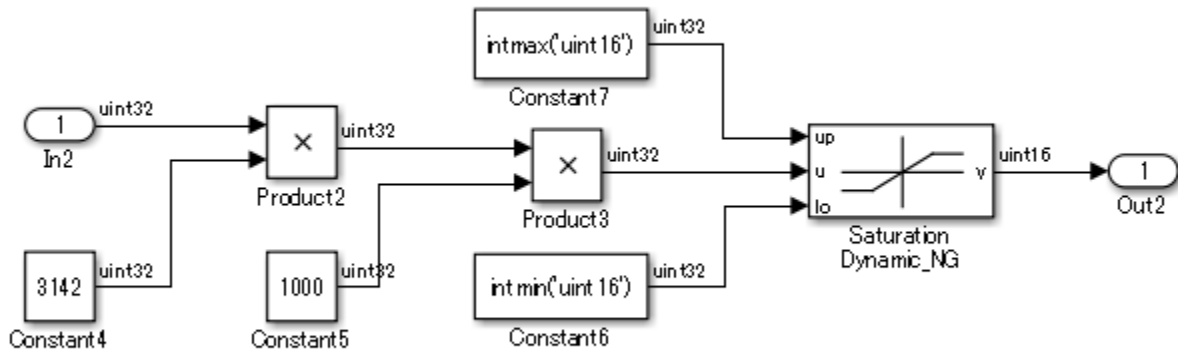 intmax('uint16')
uint32
Constant7
1
uint32
In2
×
uint32
Product2
×
uint32
Product3
up
u
lo
y
uint16
Saturation
Dynamic_NG
1
Out2
3142
uint32
Constant4
1000
uint32
Constant5
intmin('uint16')
uint32
Constant6